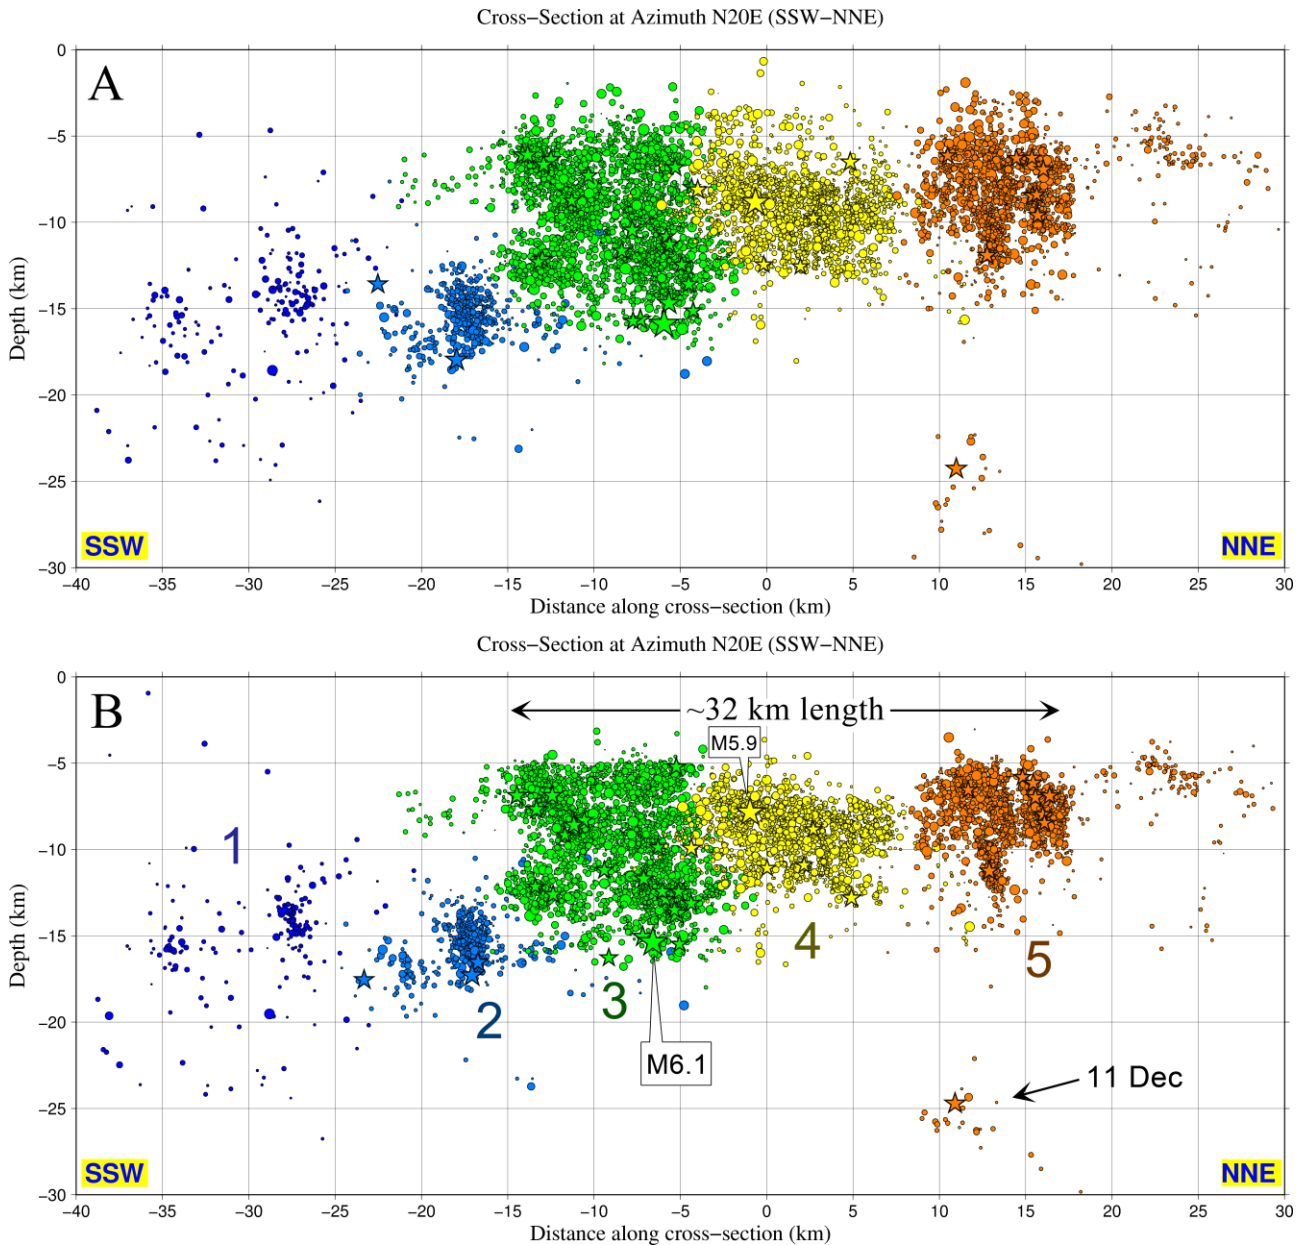 Cross−Section at Azimuth N20E (SSW−NNE)
A
0
−5
−10
−15
−20
−25
−30
Depth (km)
SSW
NNE
−40 −35 −30 −25 −20 −15 −10 −5 0 5 10 15 20 25 30
Distance along cross−section (km)
Cross−Section at Azimuth N20E (SSW−NNE)
B
~32 km length
M5.9
1
2
3
4
5
M6.1
11 Dec
0
−5
−10
−15
−20
−25
−30
Depth (km)
SSW
NNE
−40 −35 −30 −25 −20 −15 −10 −5 0 5 10 15 20 25 30
Distance along cross−section (km)